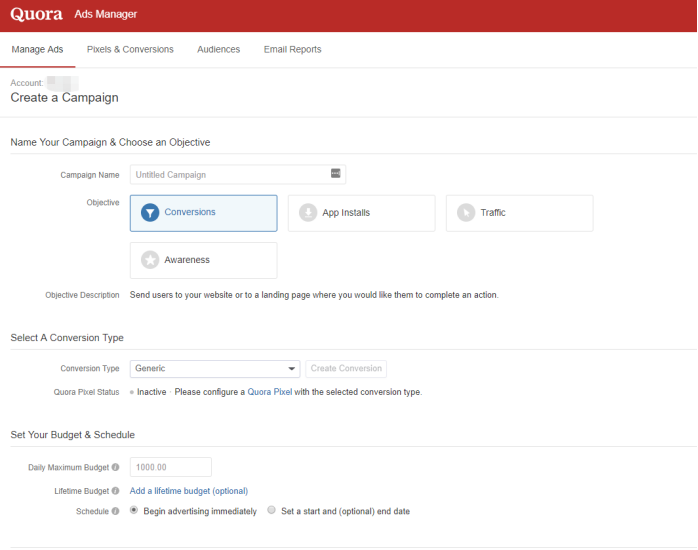 Quora Ads Manager
Manage Ads Pixels & Conversions Audiences Email Reports
Account:
Create a Campaign
Name Your Campaign & Choose an Objective
Campaign Name Untitled Campaign
Objective Conversions App Installs Traffic
Awareness
Objective Description Send users to your website or to a landing page where you would like them to complete an action.
Select A Conversion Type
Conversion Type Generic Create Conversion
Quora Pixel Status Inactive · Please configure a Quora Pixel with the selected conversion type.
Set Your Budget & Schedule
Daily Maximum Budget 1000.00
Lifetime Budget Add a lifetime budget (optional)
Schedule Begin advertising immediately Set a start and (optional) end date